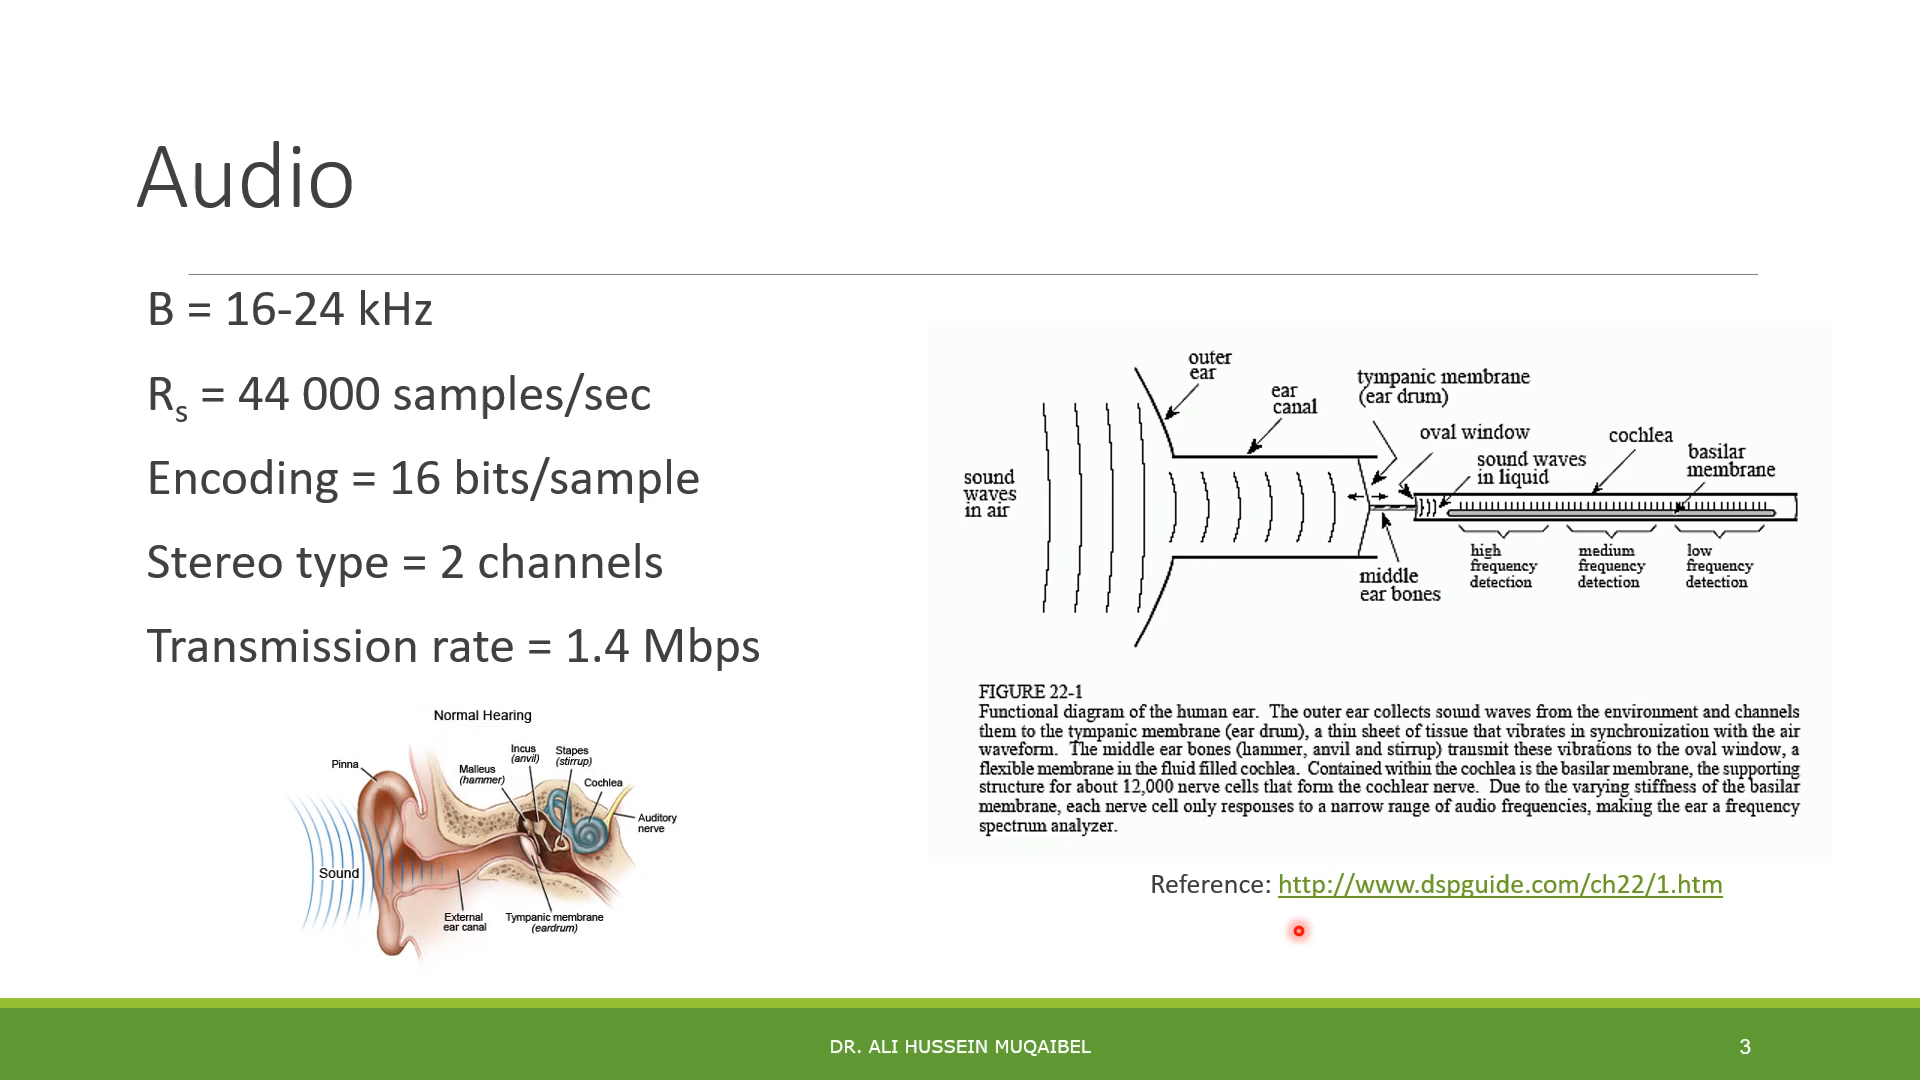 Audio
B = 16-24 kHz
Rs = 44 000 samples/sec
Encoding = 16 bits/sample
Stereo type = 2 channels
Transmission rate = 1.4 Mbps
Normal Hearing
Pinna
Malleus
(hammer)
Incus
(anvil)
Stapes
(stirrup)
Cochlea
Auditory
nerve
Sound
External
ear canal
Tympanic membrane
(eardrum)
outer
ear
ear
canal
tympanic membrane
(ear drum)
oval window
sound waves
in liquid
cochlea
basilar
membrane
sound
waves
in air
middle
ear bones
high
frequency
detection
medium
frequency
detection
low
frequency
detection
FIGURE 22-1
Functional diagram of the human ear. The outer ear collects sound waves from the environment and channels
them to the tympanic membrane (ear drum), a thin sheet of tissue that vibrates in synchronization with the air
waveform. The middle ear bones (hammer, anvil and stirrup) transmit these vibrations to the oval window, a
flexible membrane in the fluid filled cochlea. Contained within the cochlea is the basilar membrane, the supporting
structure for about 12,000 nerve cells that form the cochlear nerve. Due to the varying stiffness of the basilar
membrane, each nerve cell only responses to a narrow range of audio frequencies, making the ear a frequency
spectrum analyzer.
Reference: http://www.dspguide.com/ch22/1.htm
DR. ALI HUSSEIN MUQAIBEL
3